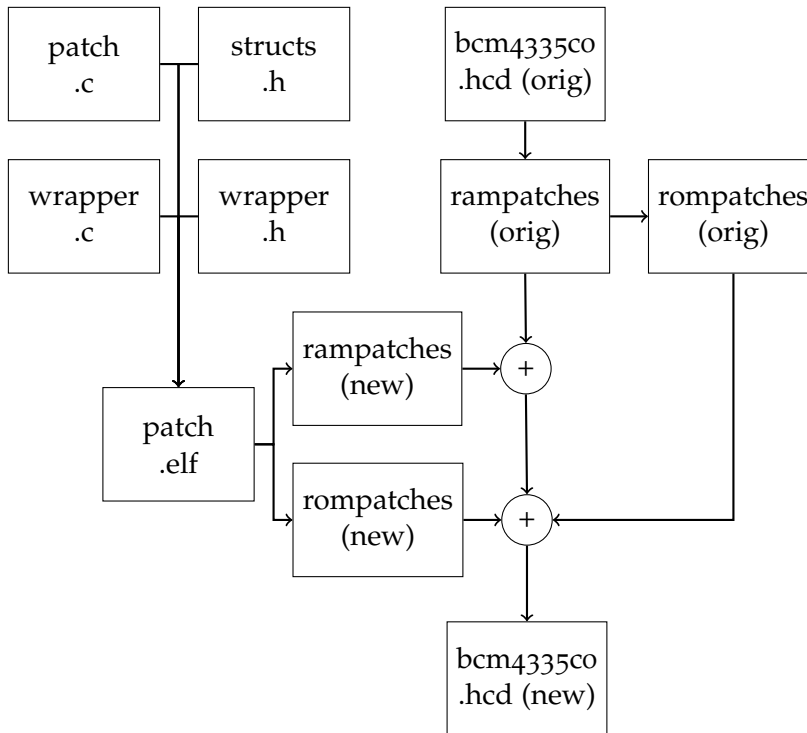 patch
.c
structs
.h
bcm4335c0
.hcd (orig)
wrapper
.c
wrapper
.h
rampatches
(orig)
rompatches
(orig)
rampatches
(new)
+
patch
.elf
rompatches
(new)
+
bcm4335c0
.hcd (new)